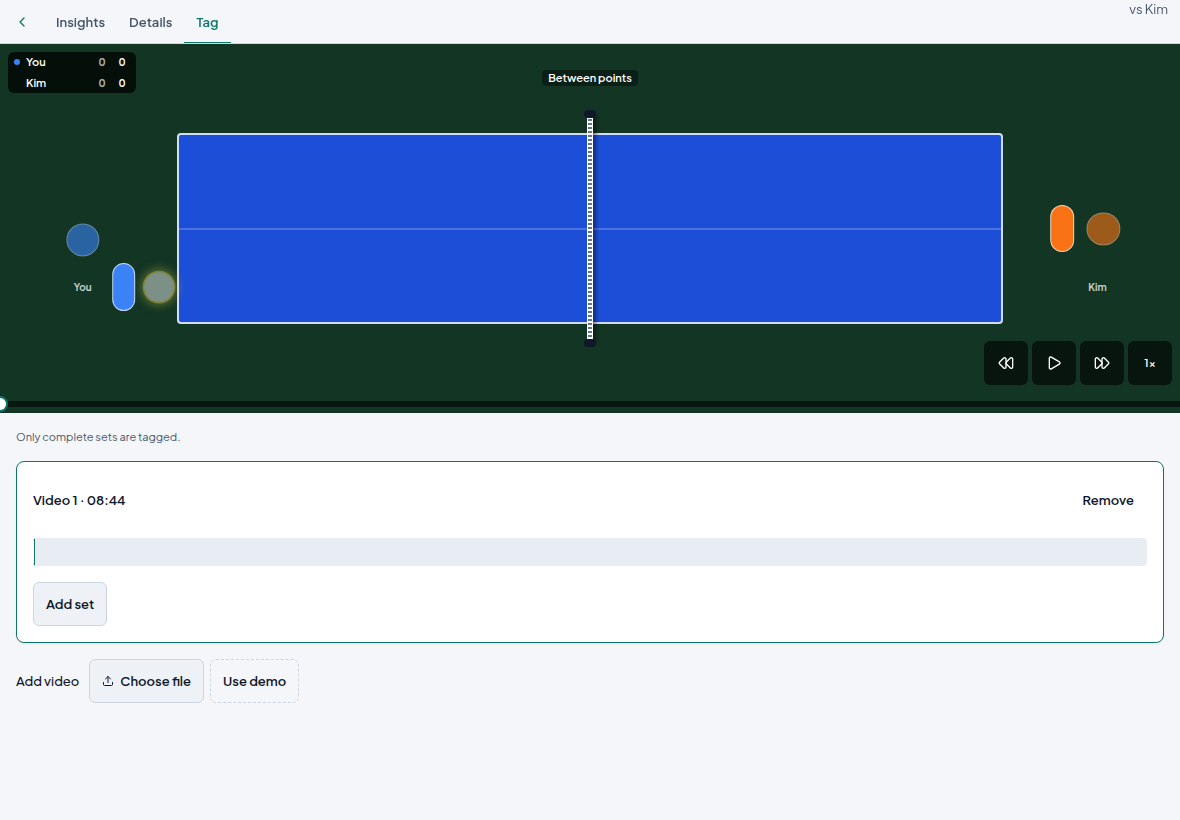 Insights Details Tag
vs Kim
You 0 0
Kim 0 0
Between points
You
Kim
1×
Only complete sets are tagged.
Video 1 · 08:44
Remove
Add set
Add video Choose file Use demo